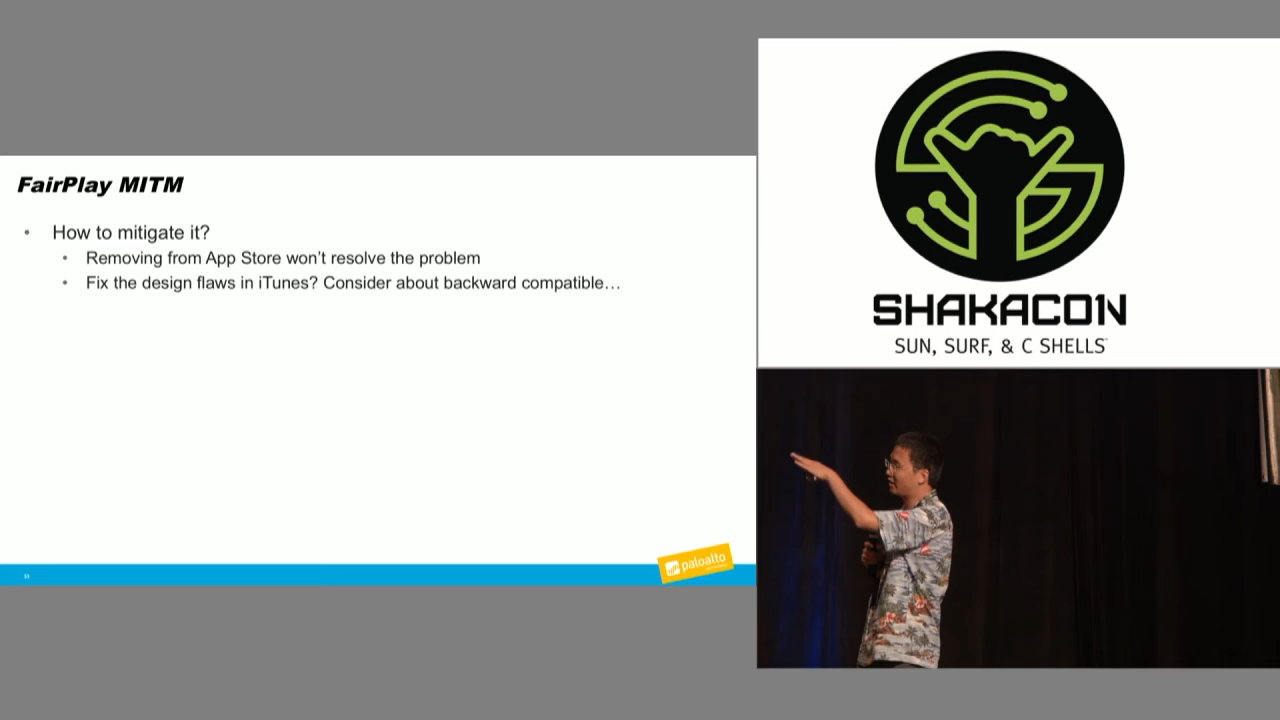 FairPlay MITM
• How to mitigate it?
• Removing from App Store won’t resolve the problem
• Fix the design flaws in iTunes? Consider about backward compatible…
paloalto
SHAKACON
SUN, SURF, & C SHELLS